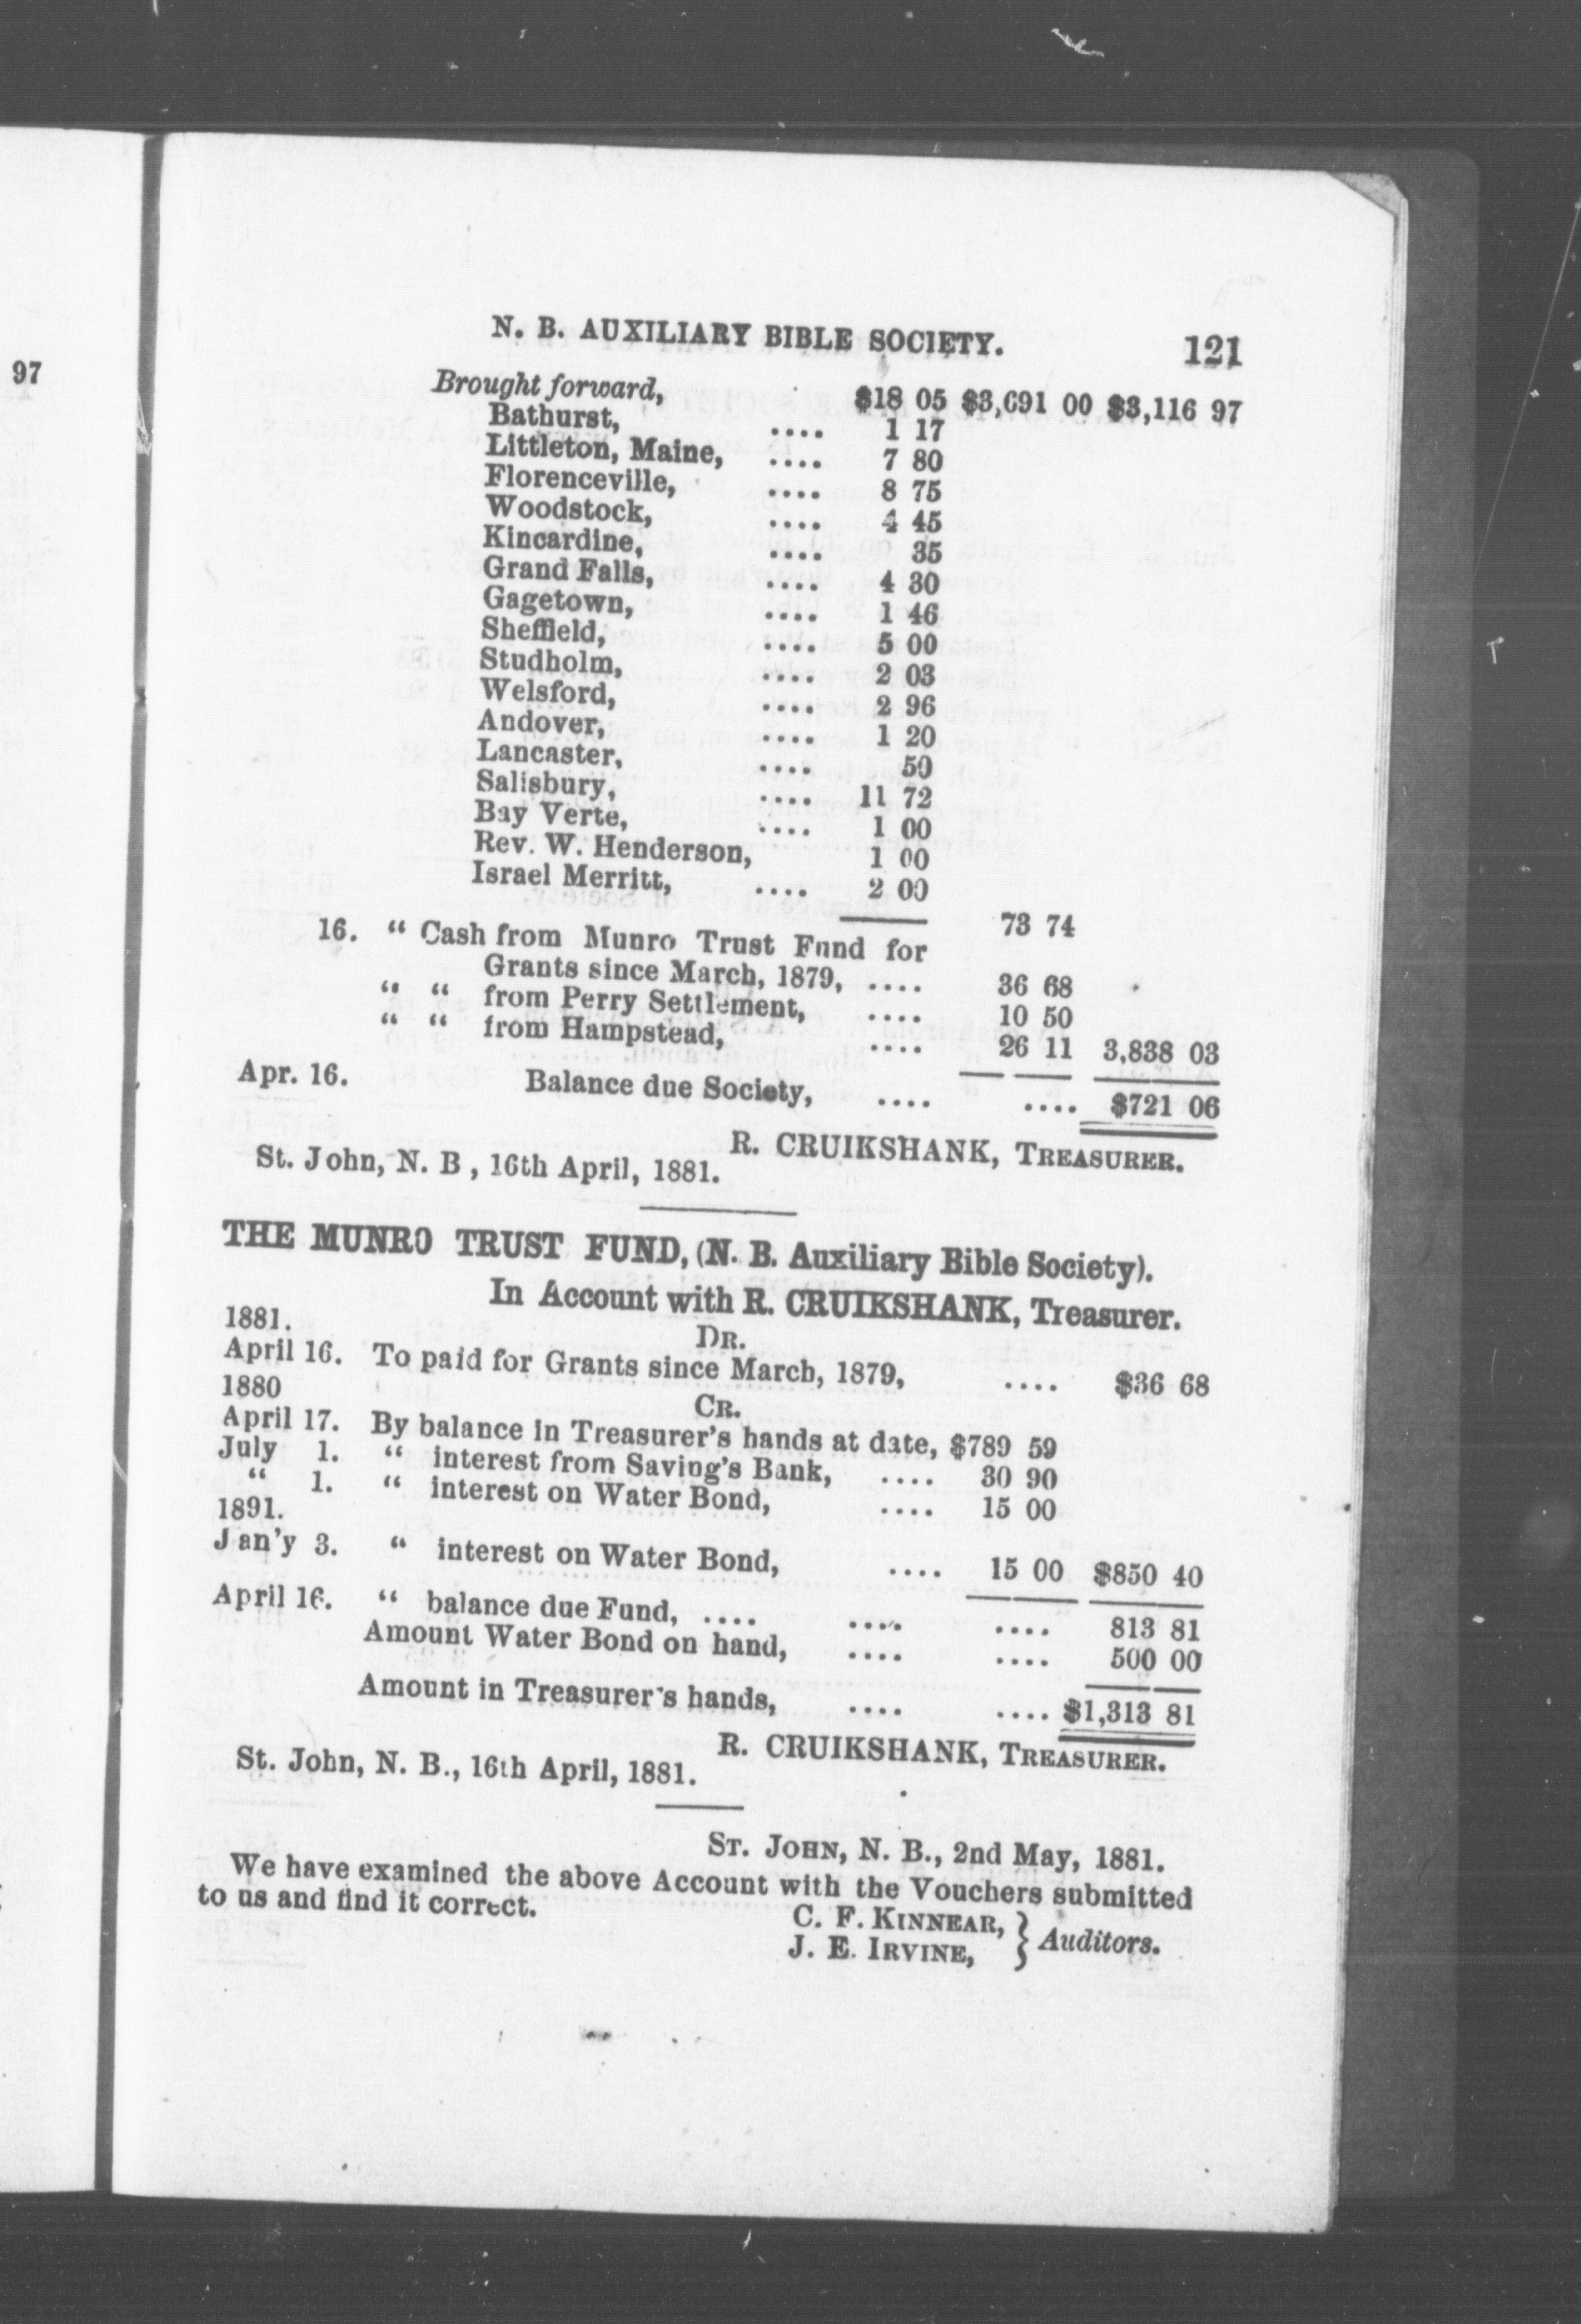 97
N. B. AUXILIARY BIBLE SOCIETY. 121
Brought forward, $18 05 $3,691 00 $3,116 97
Bathurst, .... 1 17
Littleton, Maine, .... 7 80
Florenceville, .... 8 75
Woodstock, .... 4 45
Kincardine, .... 35
Grand Falls, .... 4 30
Gagetown, .... 1 46
Sheffield, .... 5 00
Studholm, .... 2 03
Welsford, .... 2 96
Andover, .... 1 20
Lancaster, .... 50
Salisbury, .... 11 72
Bay Verte, .... 1 00
Rev. W. Henderson, 1 00
Israel Merritt, .... 2 00
73 74
16. “ Cash from Munro Trust Fund for
Grants since March, 1879, .... 36 68
“ “ from Perry Settlement, .... 10 50
“ “ from Hampstead, .... 26 11 3,838 03
Apr. 16. Balance due Society, .... .... $721 06
R. CRUIKSHANK, TREASURER.
St. John, N. B , 16th April, 1881.
THE MUNRO TRUST FUND, (N. B. Auxiliary Bible Society).
In Account with R. CRUIKSHANK, Treasurer.
1881. DR.
April 16. To paid for Grants since March, 1879, .... $36 68
1880 CR.
April 17. By balance in Treasurer's hands at date, $789 59
July 1. “ interest from Saving's Bank, .... 30 90
“ 1. “ interest on Water Bond, .... 15 00
1891.
Jan'y 3. “ interest on Water Bond, .... 15 00 $850 40
April 16. “ balance due Fund, .... .... .... 813 81
Amount Water Bond on hand, .... .... 500 00
Amount in Treasurer's hands, .... .... $1,313 81
R. CRUIKSHANK, TREASURER.
St. John, N. B., 16th April, 1881.
ST. JOHN, N. B., 2nd May, 1881.
We have examined the above Account with the Vouchers submitted
to us and find it correct.
C. F. KINNEAR,
J. E. IRVINE, } Auditors.